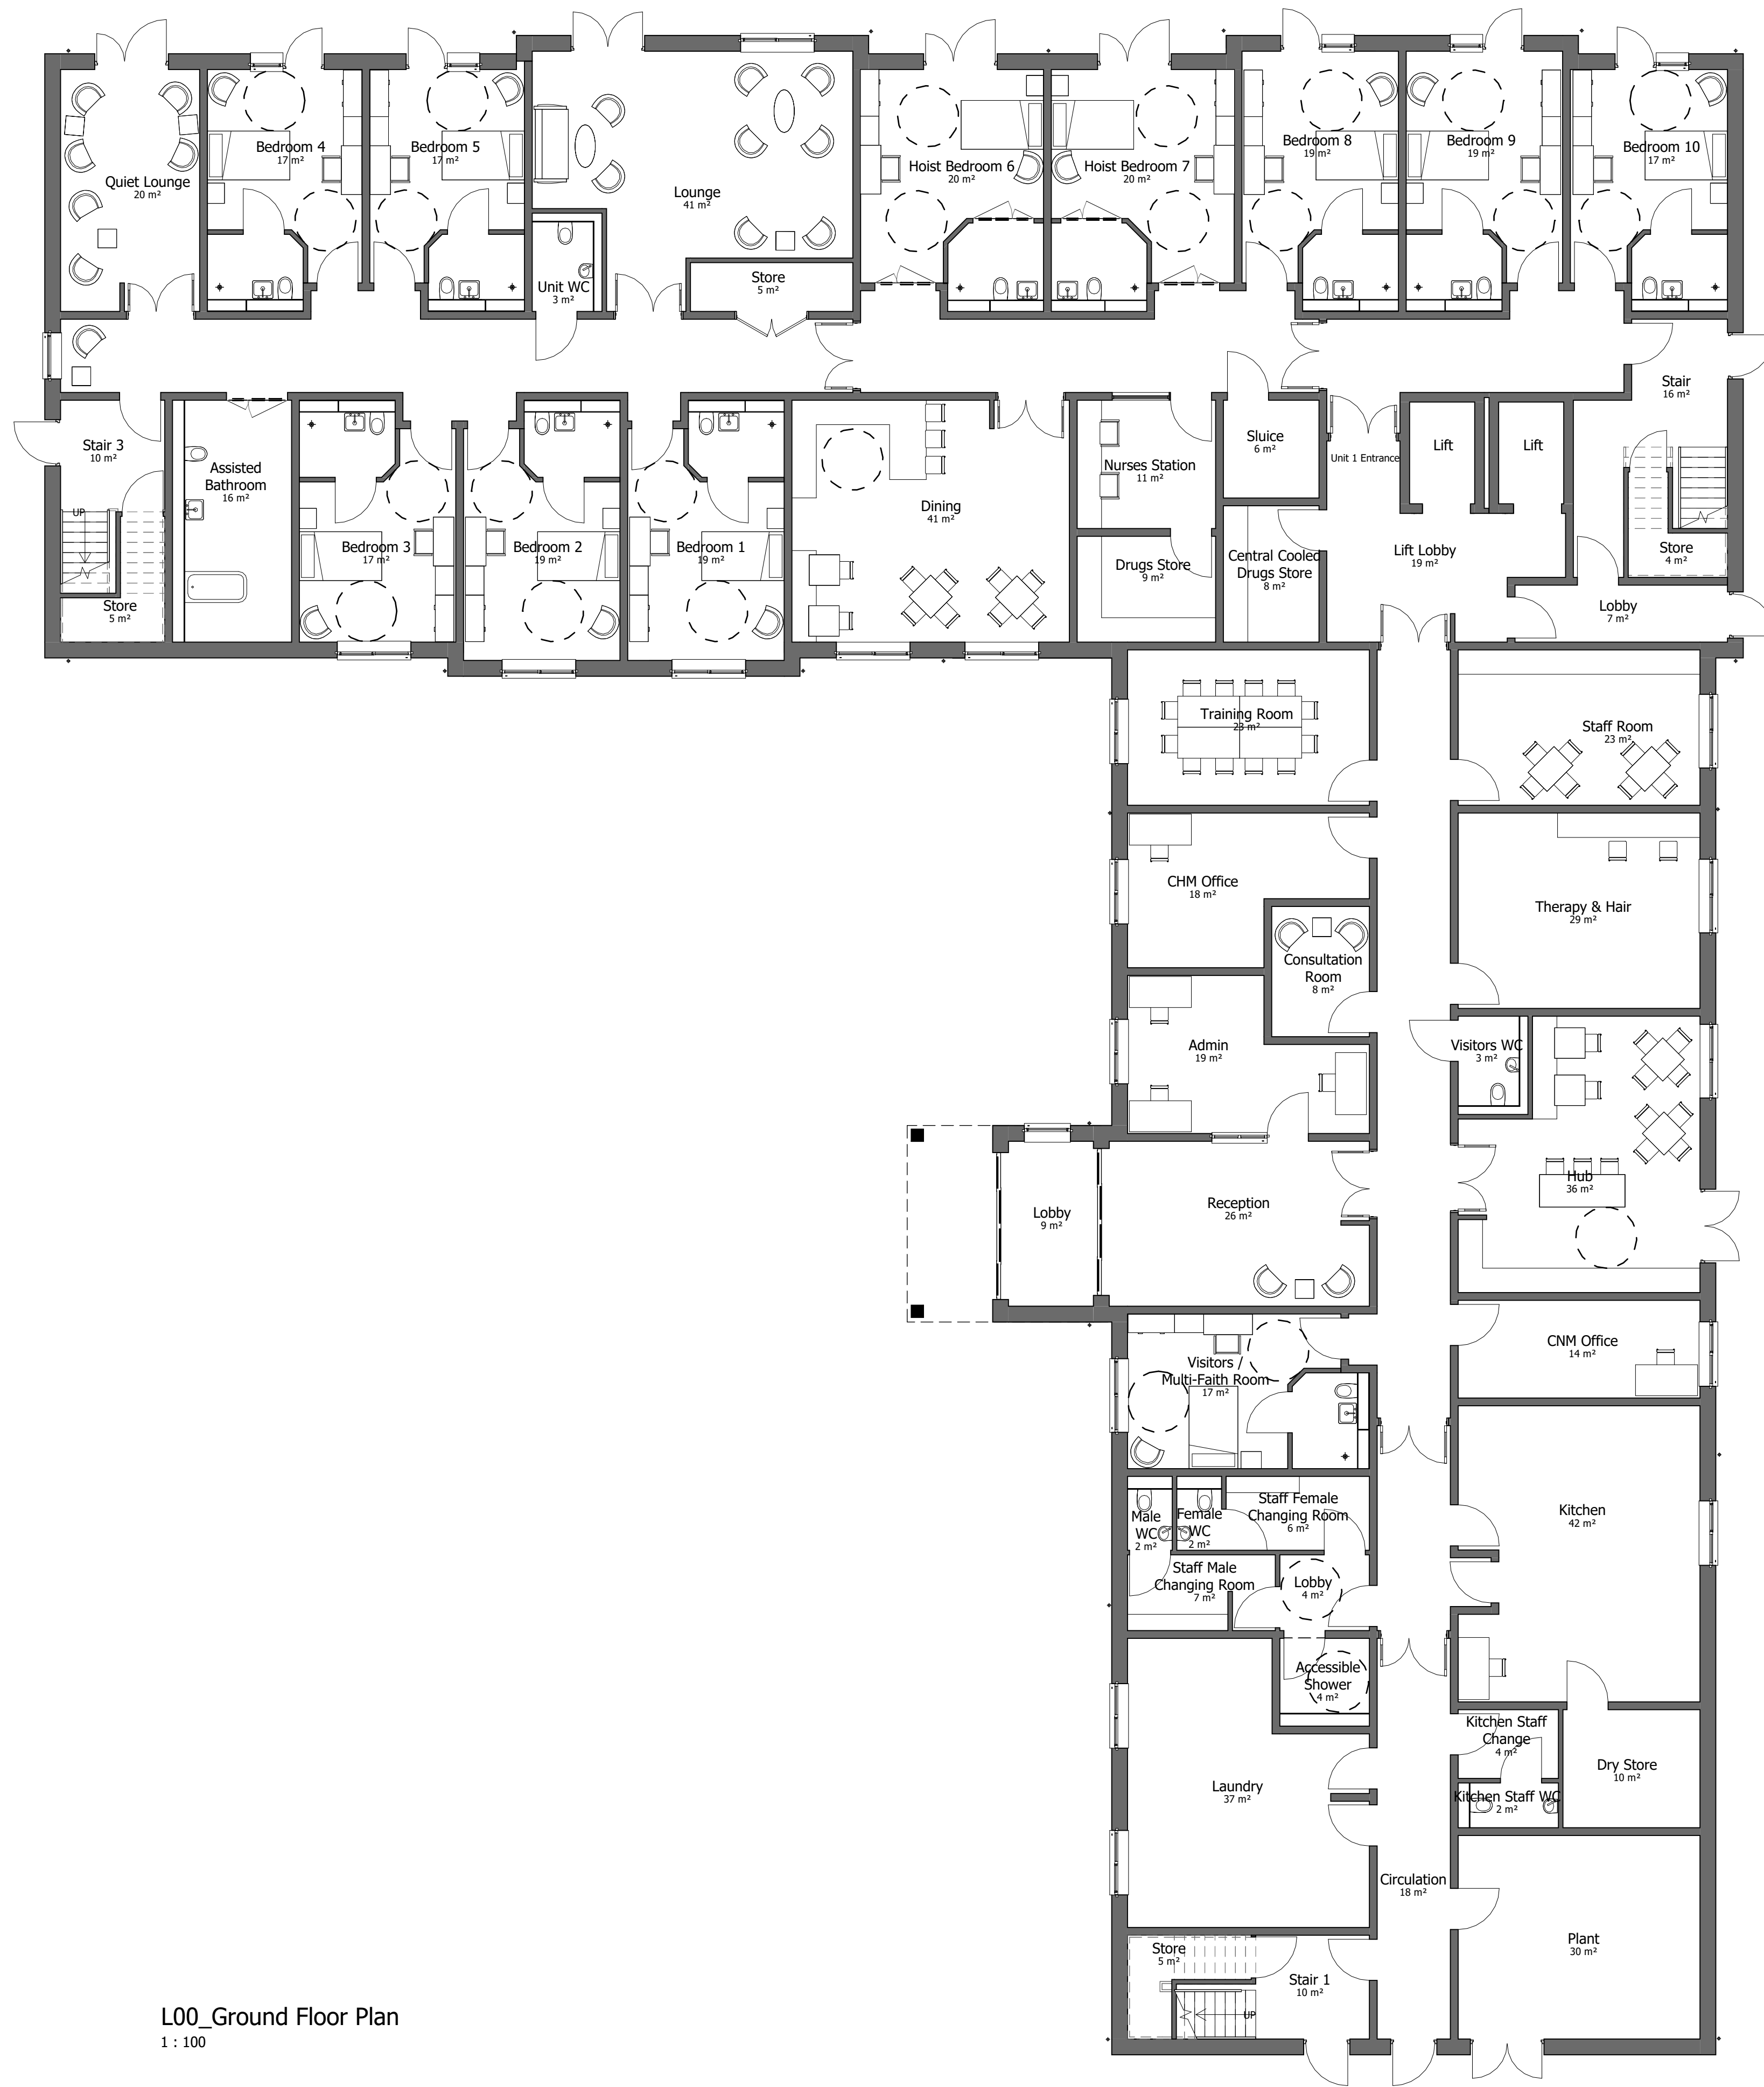 Quiet Lounge
20 m²
Bedroom 4
17 m²
Bedroom 5
17 m²
Lounge
41 m²
Unit WC
3 m²
Store
5 m²
Hoist Bedroom 6
20 m²
Hoist Bedroom 7
20 m²
Bedroom 8
19 m²
Bedroom 9
19 m²
Bedroom 10
17 m²
Stair
16 m²
Stair 3
10 m²
UP
Store
5 m²
Assisted
Bathroom
16 m²
Bedroom 3
17 m²
Bedroom 2
19 m²
Bedroom 1
19 m²
Dining
41 m²
Nurses Station
11 m²
Drugs Store
9 m²
Sluice
6 m²
Central Cooled
Drugs Store
8 m²
Unit 1 Entrance
Lift
Lift
Lift Lobby
19 m²
Store
4 m²
Lobby
7 m²
Training Room
23 m²
Staff Room
23 m²
CHM Office
18 m²
Therapy & Hair
29 m²
Consultation
Room
8 m²
Admin
19 m²
Visitors WC
3 m²
Hub
36 m²
Lobby
9 m²
Reception
26 m²
CNM Office
14 m²
Visitors /
Multi-Faith Room
17 m²
Male
WC
2 m²
Female
WC
2 m²
Staff Female
Changing Room
6 m²
Kitchen
42 m²
Staff Male
Changing Room
7 m²
Lobby
4 m²
Accessible
Shower
4 m²
Kitchen Staff
Change
4 m²
Dry Store
10 m²
Kitchen Staff WC
2 m²
Laundry
37 m²
Circulation
18 m²
Plant
30 m²
Store
5 m²
Stair 1
10 m²
UP
L00_Ground Floor Plan
1 : 100